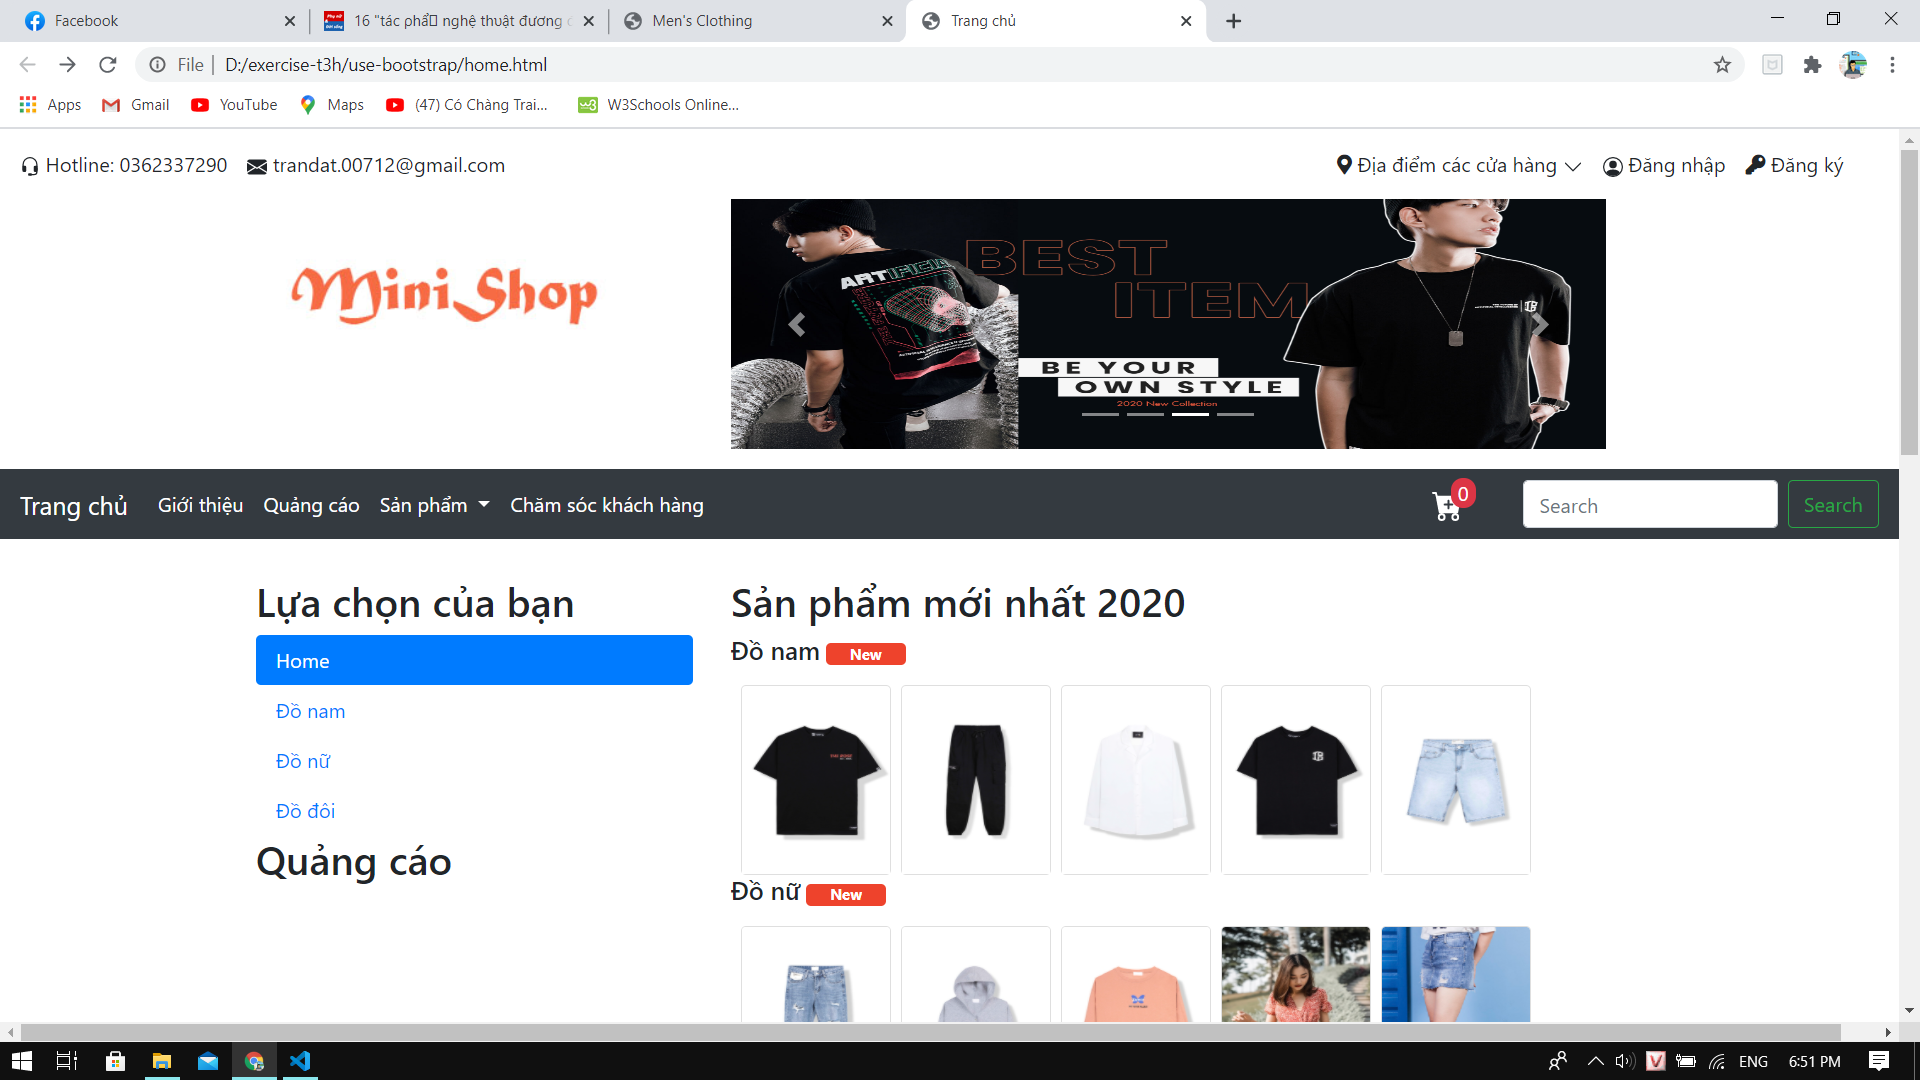 Facebook
16 "tác phẩ▯ nghệ thuật đương
Men's Clothing
Trang chủ
File
D:/exercise-t3h/use-bootstrap/home.html
Apps
Gmail
YouTube
Maps
(47) Có Chàng Trai...
W3Schools Online...
Hotline: 0362337290
trandat.00712@gmail.com
Địa điểm các cửa hàng
Đăng nhập
Đăng ký
Mini Shop
ARTIFICIAL
BEST
ITEM
BE YOUR
OWN STYLE
2020 New Collection
Trang chủ
Giới thiệu
Quảng cáo
Sản phẩm
Chăm sóc khách hàng
0
Search
Search
Lựa chọn của bạn
Home
Đồ nam
Đồ nữ
Đồ đôi
Quảng cáo
Sản phẩm mới nhất 2020
Đồ nam New
Đồ nữ New
ENG
6:51 PM